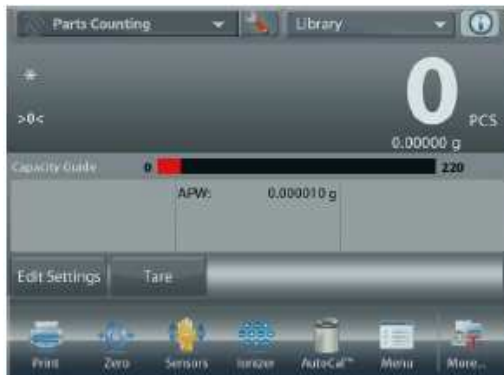 Parts Counting
Library
*
0
>0<
PCS
0.00000 g
Capacity Guide 0 220
APW: 0.000010 g
Edit Settings Tare
Print Zero Sensors Ionizer AutoCal™ Menu More...